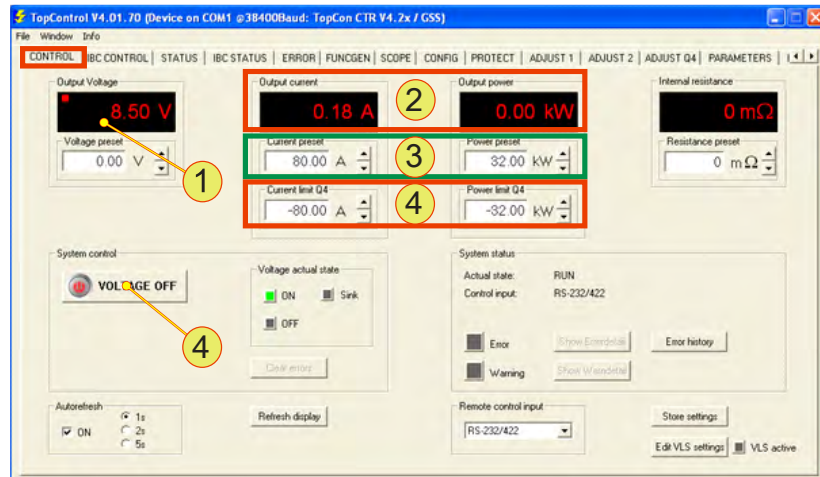 TopControl V4.01.70 (Device on COM1 @38400Baud: TopCon CTR V4.2x / GSS)
File Window Info
CONTROL IBC CONTROL STATUS IBC STATUS ERROR FUNCGEN SCOPE CONFIG PROTECT ADJUST 1 ADJUST 2 ADJUST Q4 PARAMETERS
Output Voltage Output current Output power Internal resistance
8.50 V 0.18 A 2 0.00 kW 0 mΩ
Voltage preset Current preset Power preset Resistance preset
0.00 V 80.00 A 3 32.00 kW 0 mΩ
1
Current limit Q4 Power limit Q4
-80.00 A 4 -32.00 kW
System control System status
VOLTAGE OFF
Voltage actual state
ON Sink
OFF
4
Clear errors
Actual state: RUN
Control input: RS-232/422
Error Show Errordetail Error history
Warning Show Warndetail
Autorefresh
ON 1s
2s
5s
Refresh display
Remote control input
RS-232/422
Store settings
Edit VLS settings VLS active